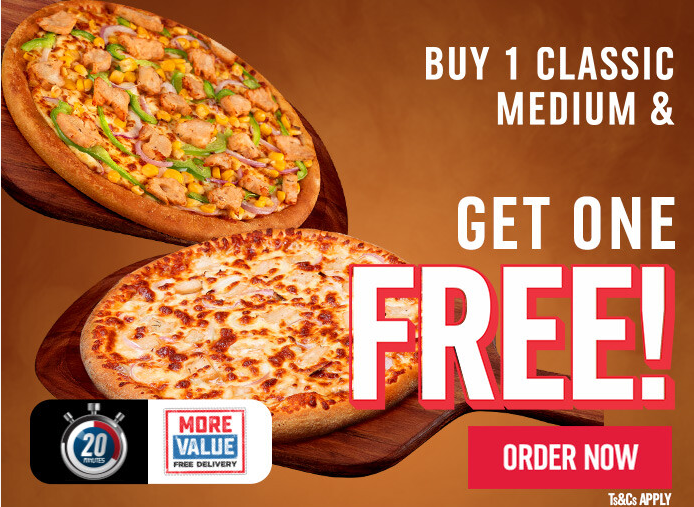 BUY 1 CLASSIC
MEDIUM &
GET ONE
FREE!
20
MINUTES
MORE
VALUE
FREE DELIVERY
ORDER NOW
Ts&Cs APPLY